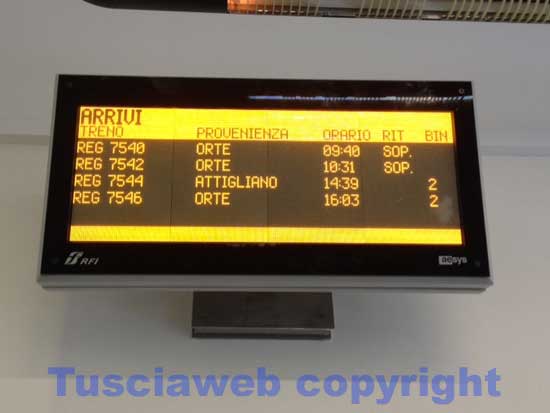 ARRIVI
TRENO PROVENIENZA ORARIO RIT BIN
REG 7540 ORTE 09:40 SOP.
REG 7542 ORTE 10:31 SOP.
REG 7544 ATTIGLIANO 14:39 2
REG 7546 ORTE 16:03 2
RFI aesys
Tusciaweb copyright